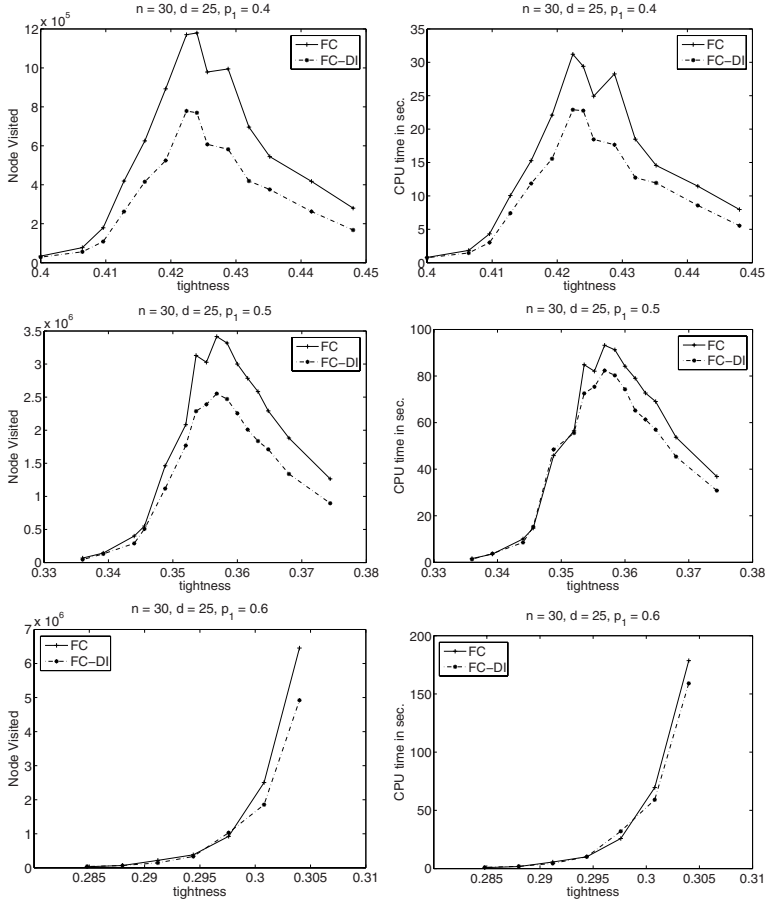 n = 30, d = 25, p1 = 0.4
x 10^5
12
10
8
6
4
2
0
Node Visited
FC
FC−DI
0.4 0.41 0.42 0.43 0.44 0.45
tightness
n = 30, d = 25, p1 = 0.4
35
30
25
20
15
10
5
0
CPU time in sec.
FC
FC−DI
0.4 0.41 0.42 0.43 0.44 0.45
tightness
n = 30, d = 25, p1 = 0.5
x 10^6
3.5
3
2.5
2
1.5
1
0.5
0
Node Visited
FC
FC−DI
0.33 0.34 0.35 0.36 0.37 0.38
tightness
n = 30, d = 25, p1 = 0.5
100
80
60
40
20
0
CPU time in sec.
FC
FC−DI
0.33 0.34 0.35 0.36 0.37 0.38
tightness
n = 30, d = 25, p1 = 0.6
x 10^6
7
6
5
4
3
2
1
0
Node Visited
FC
FC−DI
0.285 0.29 0.295 0.3 0.305 0.31
tightness
n = 30, d = 25, p1 = 0.6
200
150
100
50
0
CPU time in sec.
FC
FC−DI
0.285 0.29 0.295 0.3 0.305 0.31
tightness